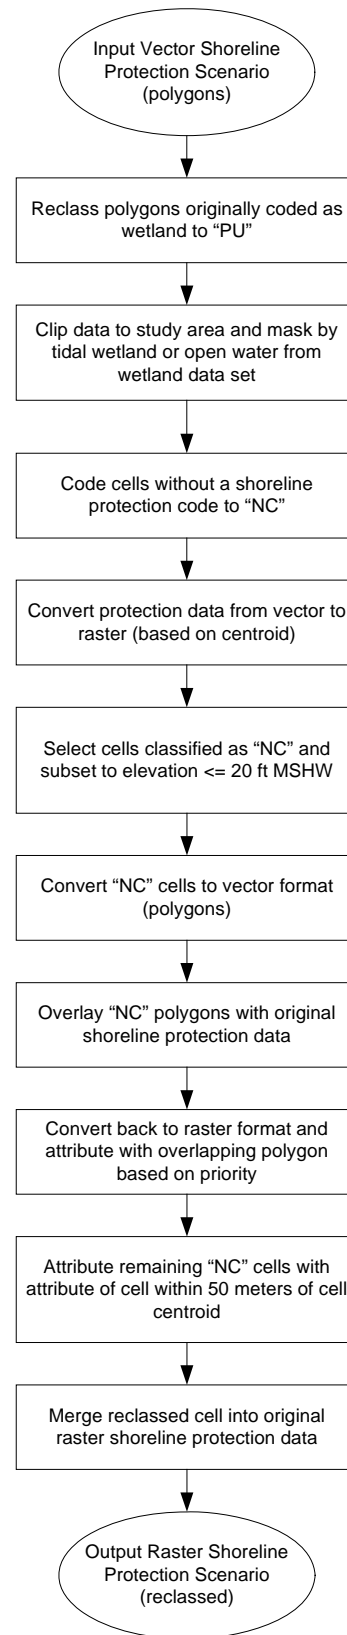 Input Vector Shoreline
Protection Scenario
(polygons)
Reclass polygons originally coded as
wetland to “PU”
Clip data to study area and mask by
tidal wetland or open water from
wetland data set
Code cells without a shoreline
protection code to “NC”
Convert protection data from vector to
raster (based on centroid)
Select cells classified as “NC” and
subset to elevation <= 20 ft MSHW
Convert “NC” cells to vector format
(polygons)
Overlay “NC” polygons with original
shoreline protection data
Convert back to raster format and
attribute with overlapping polygon
based on priority
Attribute remaining “NC” cells with
attribute of cell within 50 meters of cell
centroid
Merge reclassed cell into original
raster shoreline protection data
Output Raster Shoreline
Protection Scenario
(reclassed)